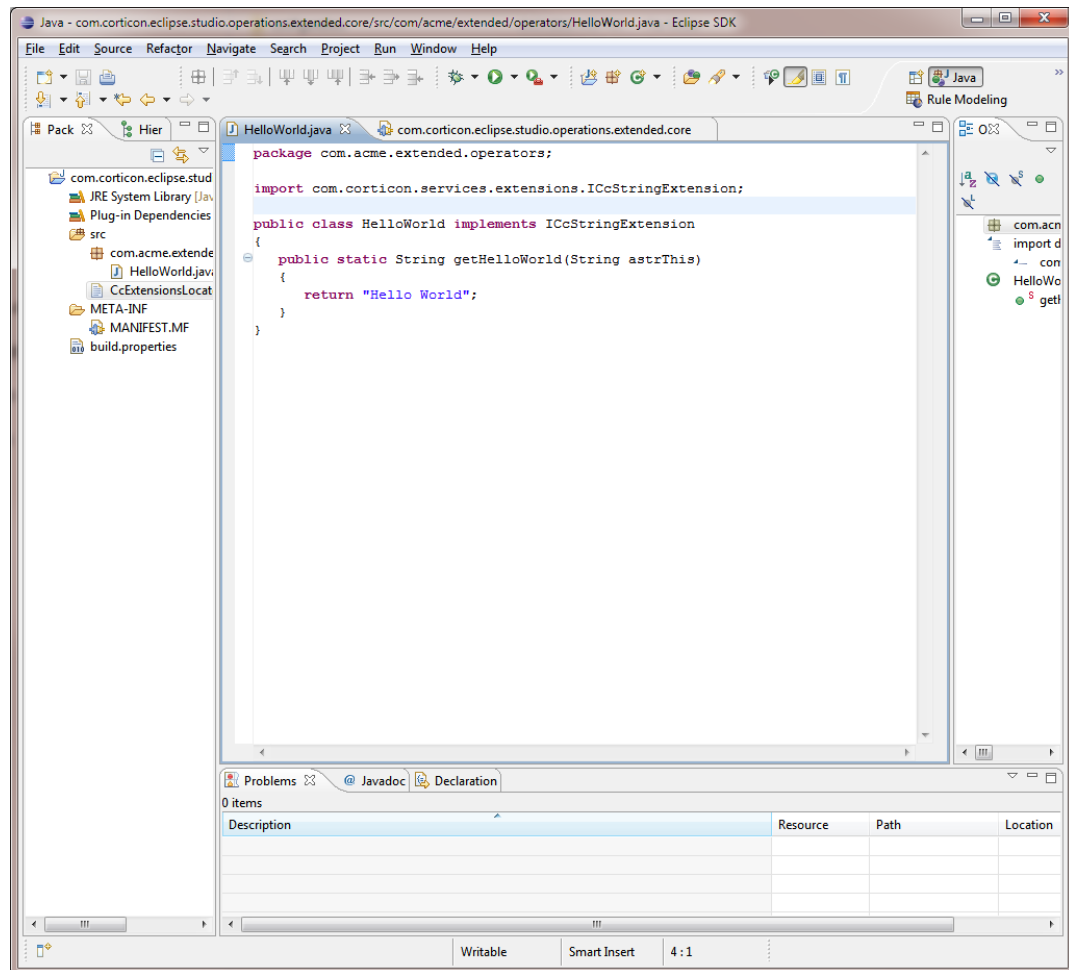 Java - com.corticon.eclipse.studio.operations.extended.core/src/com/acme/extended/operators/HelloWorld.java - Eclipse SDK
File Edit Source Refactor Navigate Search Project Run Window Help
Java
Rule Modeling
Pack Hier
com.corticon.eclipse.stud
JRE System Library [Jav
Plug-in Dependencies
src
com.acme.extende
HelloWorld.java
CcExtensionsLocat
META-INF
MANIFEST.MF
build.properties
HelloWorld.java com.corticon.eclipse.studio.operations.extended.core
package com.acme.extended.operators;
import com.corticon.services.extensions.ICcStringExtension;
public class HelloWorld implements ICcStringExtension
{
public static String getHelloWorld(String astrThis)
{
return "Hello World";
}
}
O
com.acn
import d
com
HelloWo
S getH
Problems @ Javadoc Declaration
0 items
Description Resource Path Location
Writable Smart Insert 4:1